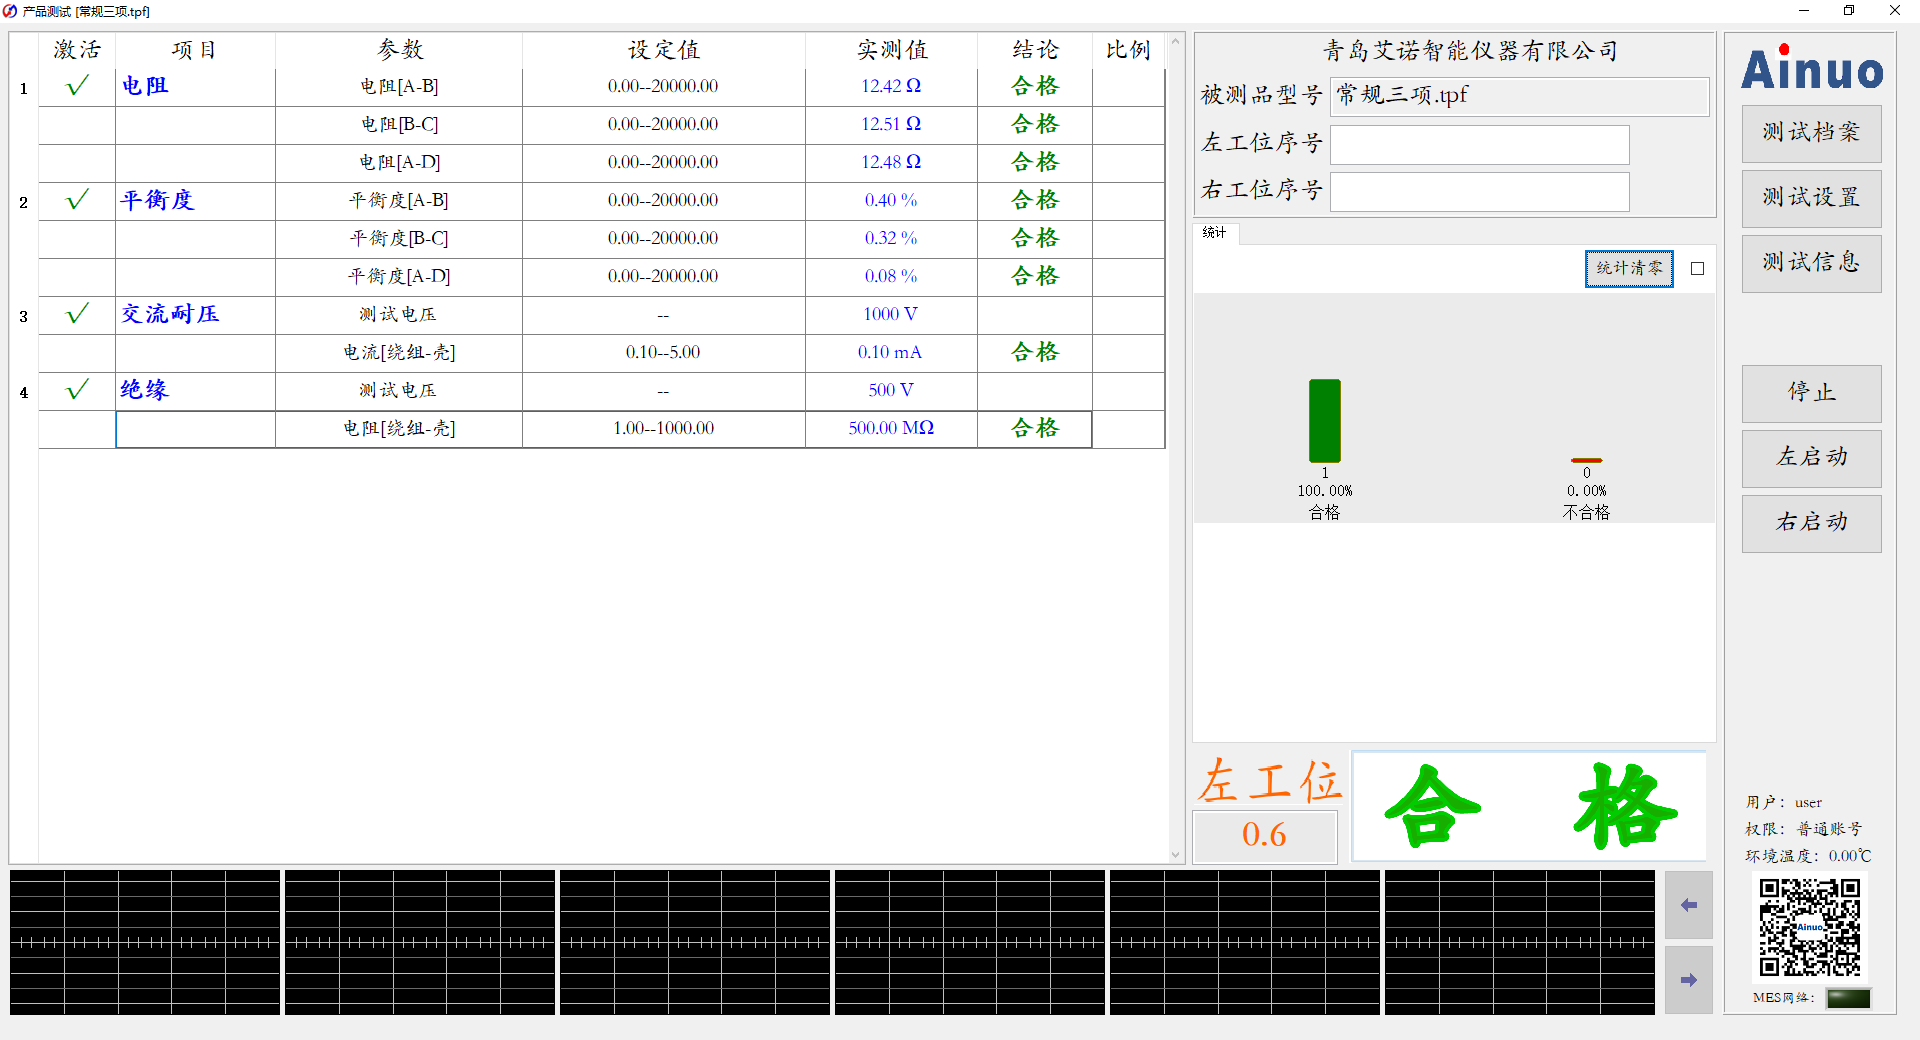 产品测试 [常规三项.tpf]
激活 项目 参数 设定值 实测值 结论 比例
1 √ 电阻 电阻[A-B] 0.00--20000.00 12.42 Ω 合格
电阻[B-C] 0.00--20000.00 12.51 Ω 合格
电阻[A-D] 0.00--20000.00 12.48 Ω 合格
2 √ 平衡度 平衡度[A-B] 0.00--20000.00 0.40 % 合格
平衡度[B-C] 0.00--20000.00 0.32 % 合格
平衡度[A-D] 0.00--20000.00 0.08 % 合格
3 √ 交流耐压 测试电压 -- 1000 V
电流[绕组-壳] 0.10--5.00 0.10 mA 合格
4 √ 绝缘 测试电压 -- 500 V
电阻[绕组-壳] 1.00--1000.00 500.00 MΩ 合格
青岛艾诺智能仪器有限公司
被测品型号 常规三项.tpf
左工位序号
右工位序号
统计
统计清零
1 0
100.00% 0.00%
合格 不合格
左工位 合格
0.6
Ainuo
测试档案
测试设置
测试信息
停止
左启动
右启动
用户：user
权限：普通账号
环境温度：0.00℃
Ainuo
MES网络：